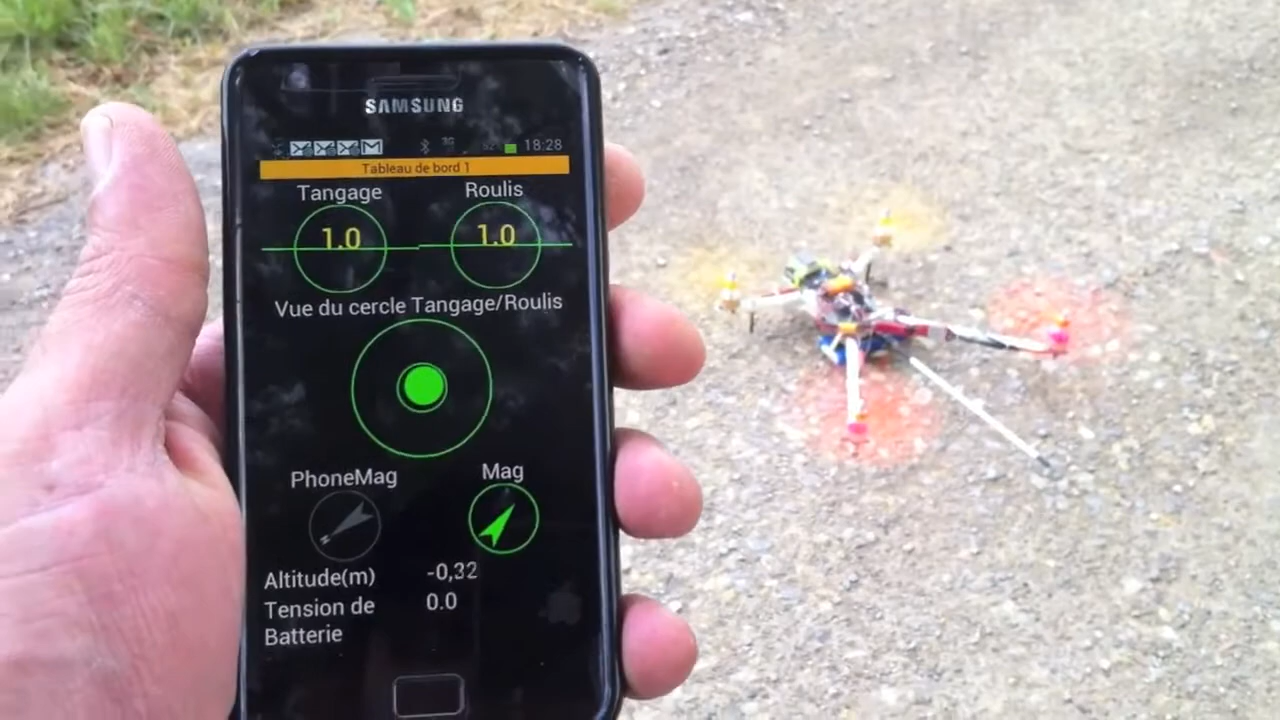 SAMSUNG
18:28
Tableau de bord 1
Tangage Roulis
1.0 1.0
Vue du cercle Tangage/Roulis
PhoneMag Mag
Altitude(m) -0,32
Tension de 0.0
Batterie